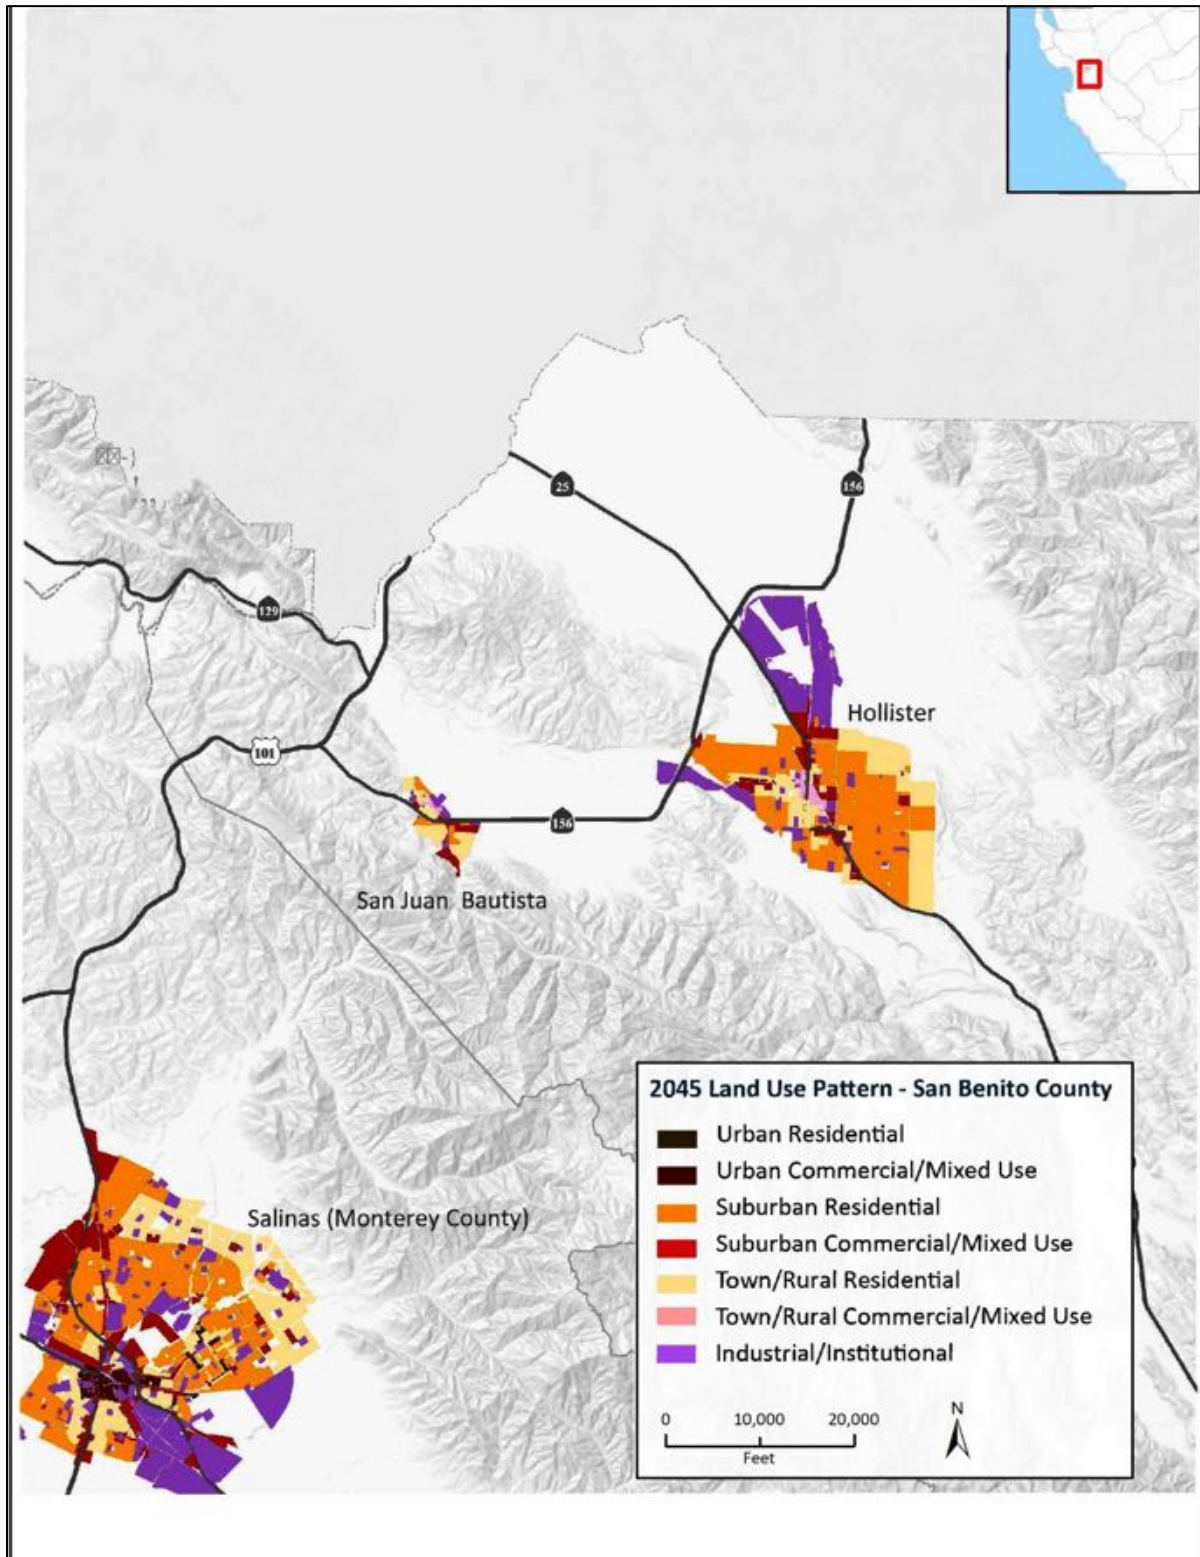 25
156
129
Hollister
101
156
San Juan Bautista
2045 Land Use Pattern - San Benito County
Urban Residential
Urban Commercial/Mixed Use
Suburban Residential
Suburban Commercial/Mixed Use
Town/Rural Residential
Town/Rural Commercial/Mixed Use
Industrial/Institutional
Salinas (Monterey County)
N
0 10,000 20,000
Feet